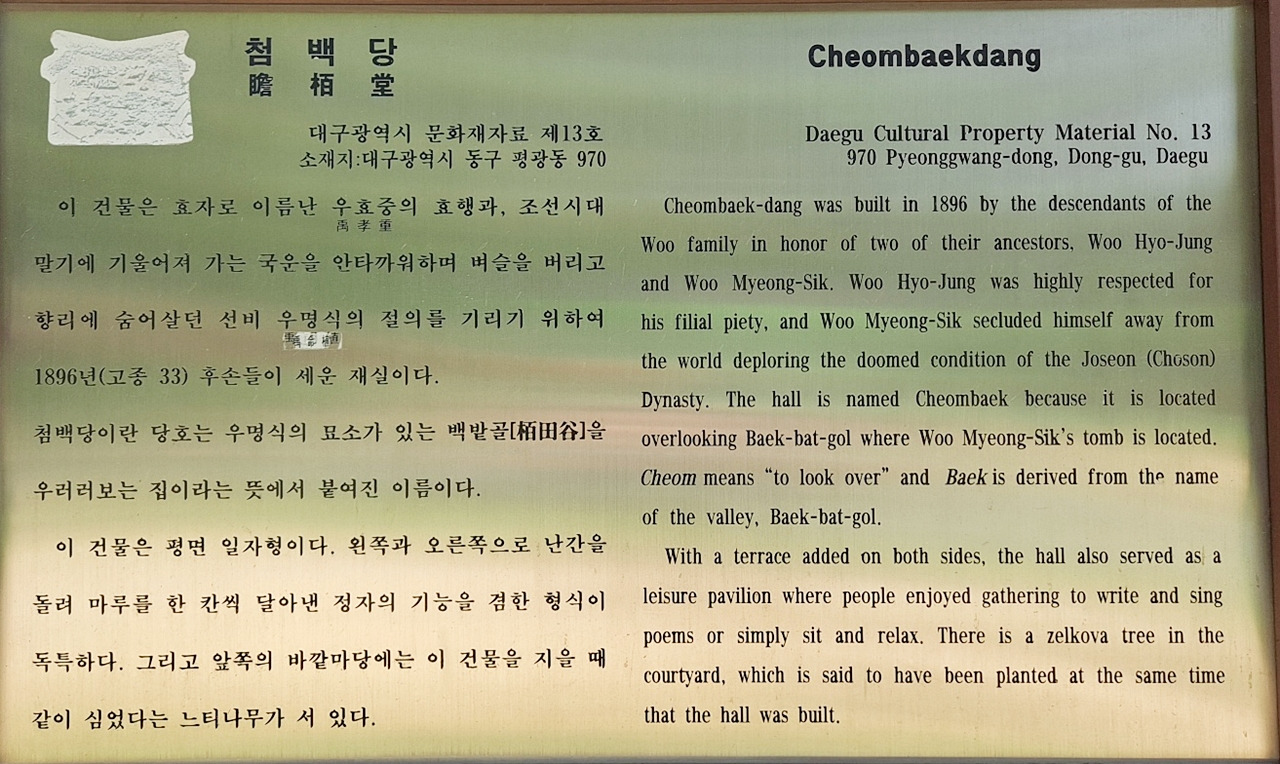 첨 백 당
瞻 栢 堂
대구광역시 문화재자료 제13호
소재지:대구광역시 동구 평광동 970
이 건물은 효자로 이름난 우효중의 효행과, 조선시대
禹 孝 重
말기에 기울어져 가는 국운을 안타까워하며 벼슬을 버리고
향리에 숨어살던 선비 우명식의 절의를 기리기 위하여
1896년(고종 33) 후손들이 세운 재실이다.
첨백당이란 당호는 우명식의 묘소가 있는 백밭골[栢田谷]을
우러러보는 집이라는 뜻에서 붙여진 이름이다.
이 건물은 평면 일자형이다. 왼쪽과 오른쪽으로 난간을
돌려 마루를 한 칸씩 달아낸 정자의 기능을 겸한 형식이
독특하다. 그리고 앞쪽의 바깥마당에는 이 건물을 지을 때
같이 심었다는 느티나무가 서 있다.
Cheombaekdang
Daegu Cultural Property Material No. 13
970 Pyeonggwang-dong, Dong-gu, Daegu
Cheombaek-dang was built in 1896 by the descendants of the
Woo family in honor of two of their ancestors, Woo Hyo-Jung
and Woo Myeong-Sik. Woo Hyo-Jung was highly respected for
his filial piety, and Woo Myeong-Sik secluded himself away from
the world deploring the doomed condition of the Joseon (Choson)
Dynasty. The hall is named Cheombaek because it is located
overlooking Baek-bat-gol where Woo Myeong-Sik's tomb is located.
Cheom means “to look over” and Baek is derived from the name
of the valley, Baek-bat-gol.
With a terrace added on both sides, the hall also served as a
leisure pavilion where people enjoyed gathering to write and sing
poems or simply sit and relax. There is a zelkova tree in the
courtyard, which is said to have been planted at the same time
that the hall was built.